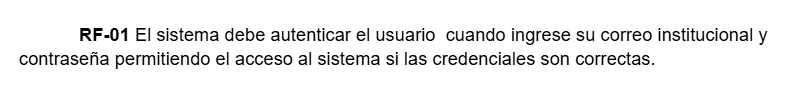 RF-01 El sistema debe autenticar el usuario  cuando ingrese su correo institucional y
contraseña permitiendo el acceso al sistema si las credenciales son correctas.